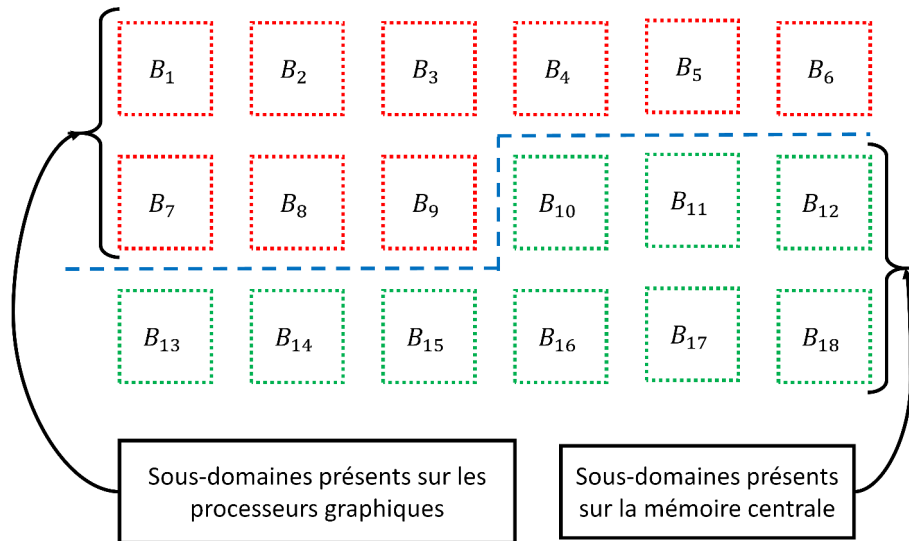 B₁ B₂ B₃ B₄ B₅ B₆
B₇ B₈ B₉ B₁₀ B₁₁ B₁₂
B₁₃ B₁₄ B₁₅ B₁₆ B₁₇ B₁₈
Sous-domaines présents sur les
processeurs graphiques
Sous-domaines présents
sur la mémoire centrale